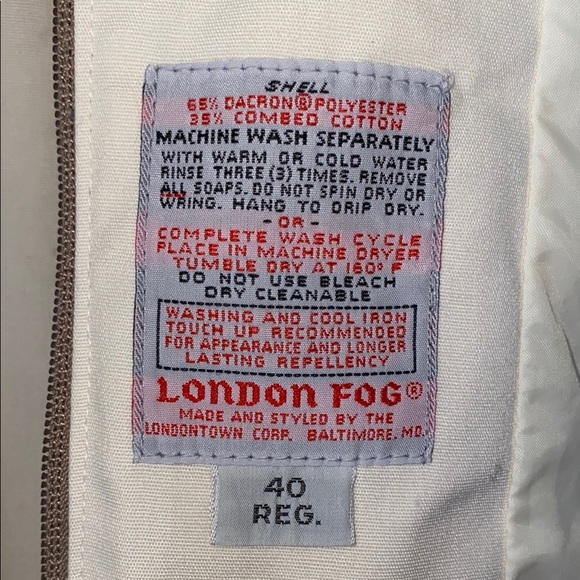 SHELL
65% DACRON® POLYESTER
35% COMBED COTTON
MACHINE WASH SEPARATELY
WITH WARM OR COLD WATER
RINSE THREE (3) TIMES. REMOVE
ALL SOAPS. DO NOT SPIN DRY OR
WRING. HANG TO DRIP DRY.
-OR-
COMPLETE WASH CYCLE
PLACE IN MACHINE DRYER
TUMBLE DRY AT 160° F
DO NOT USE BLEACH
DRY CLEANABLE
WASHING AND COOL IRON
TOUCH UP RECOMMENDED
FOR APPEARANCE AND LONGER
LASTING REPELLENCY
LONDON FOG®
MADE AND STYLED BY THE
LONDONTOWN CORP. BALTIMORE, MD.
40
REG.